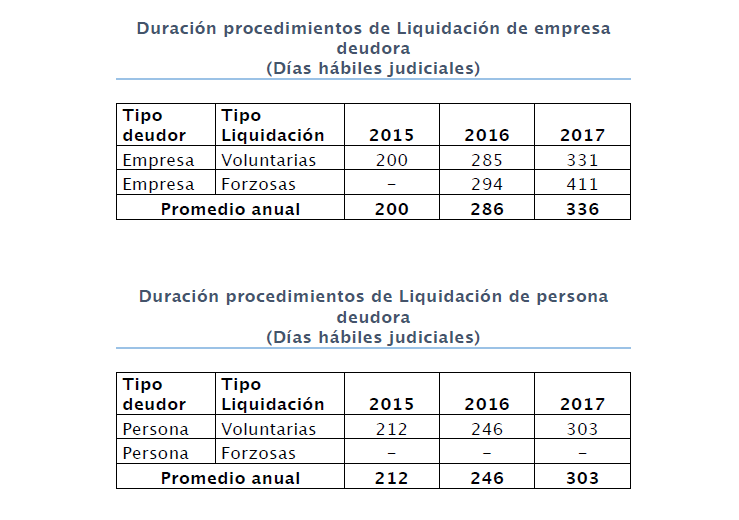 Duración procedimientos de Liquidación de empresa
deudora
(Días hábiles judiciales)
Tipo deudor Tipo Liquidación 2015 2016 2017
Empresa Voluntarias 200 285 331
Empresa Forzosas – 294 411
Promedio anual 200 286 336
Duración procedimientos de Liquidación de persona
deudora
(Días hábiles judiciales)
Tipo deudor Tipo Liquidación 2015 2016 2017
Persona Voluntarias 212 246 303
Persona Forzosas – – –
Promedio anual 212 246 303